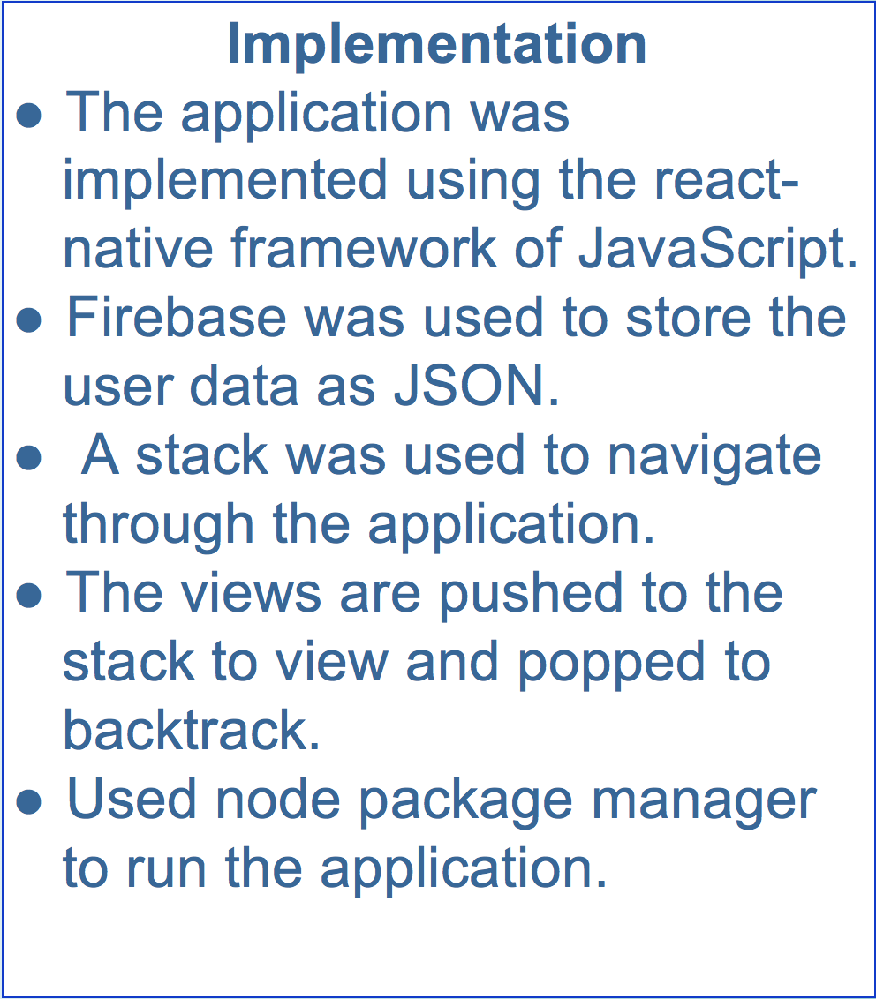 Implementation
● The application was
implemented using the react-
native framework of JavaScript.
● Firebase was used to store the
user data as JSON.
● A stack was used to navigate
through the application.
● The views are pushed to the
stack to view and popped to
backtrack.
● Used node package manager
to run the application.